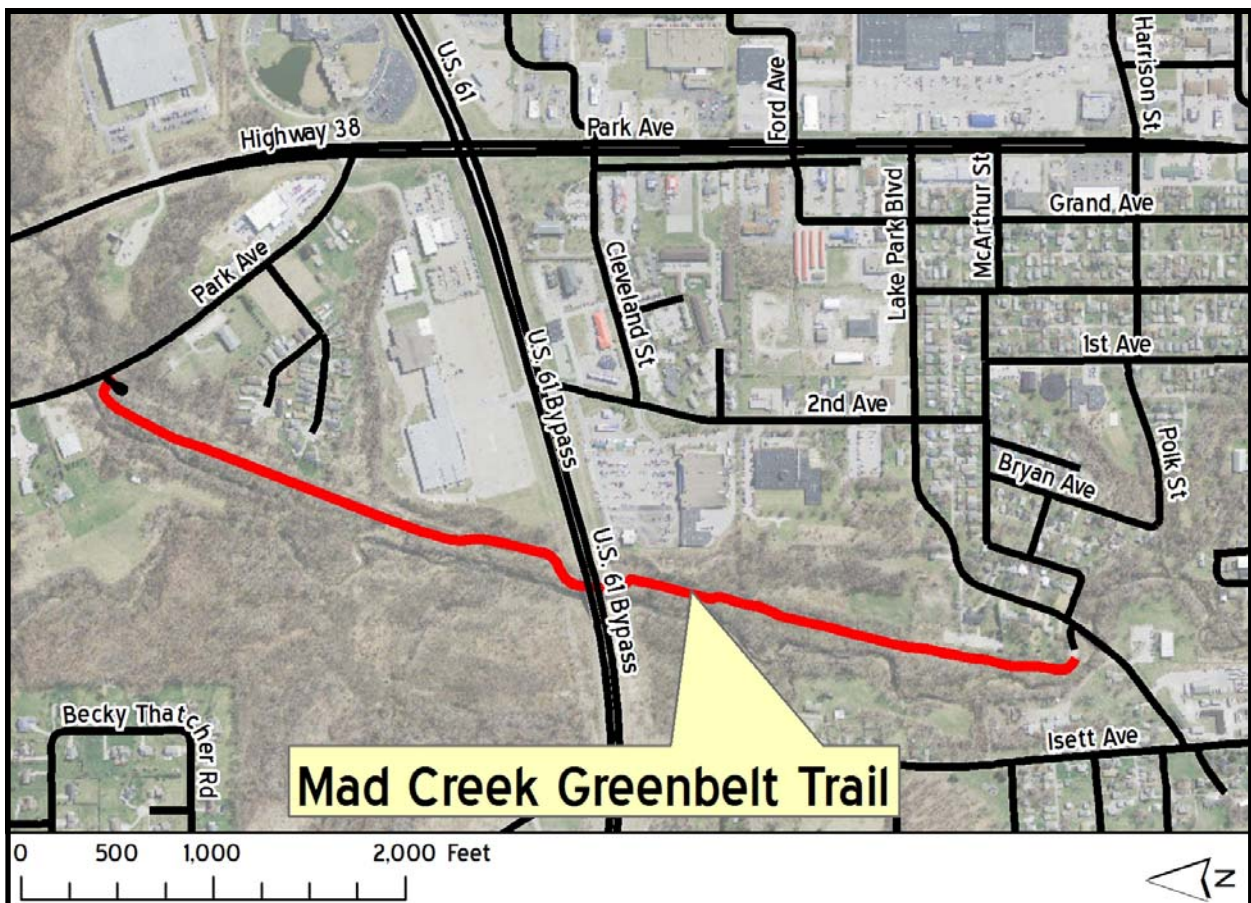 U.S. 61
Harrison St
Highway 38
Park Ave
Ford Ave
Lake Park Blvd
McArthur St
Grand Ave
Park Ave
Cleveland St
1st Ave
U.S. 61 Bypass
2nd Ave
Bryan Ave
Polk St
U.S. 61 Bypass
Becky Thatcher Rd
Isett Ave
Mad Creek Greenbelt Trail
0 500 1,000 2,000 Feet
N